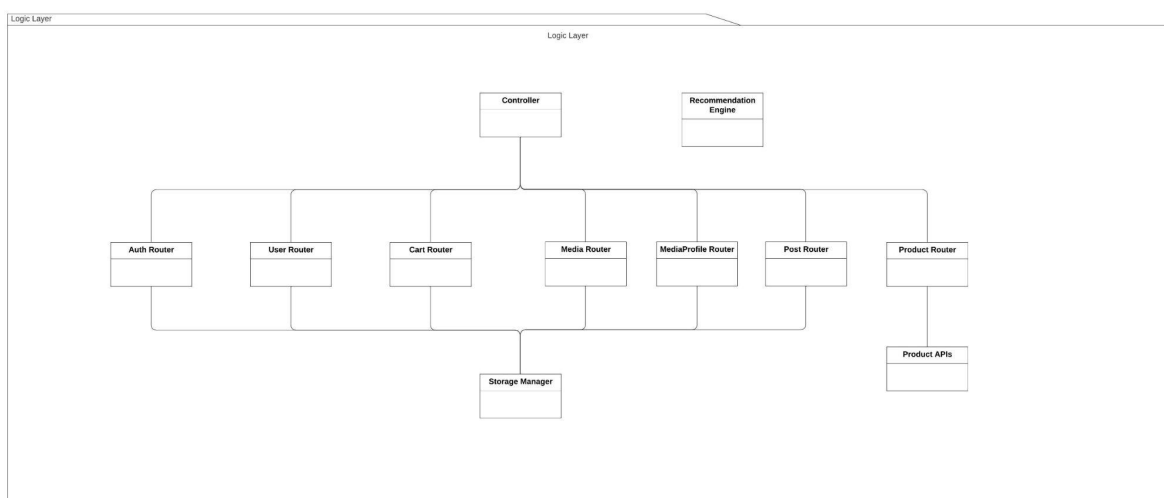 Logic Layer
Logic Layer
Controller
Recommendation
Engine
Auth Router
User Router
Cart Router
Media Router
MediaProfile Router
Post Router
Product Router
Product APIs
Storage Manager